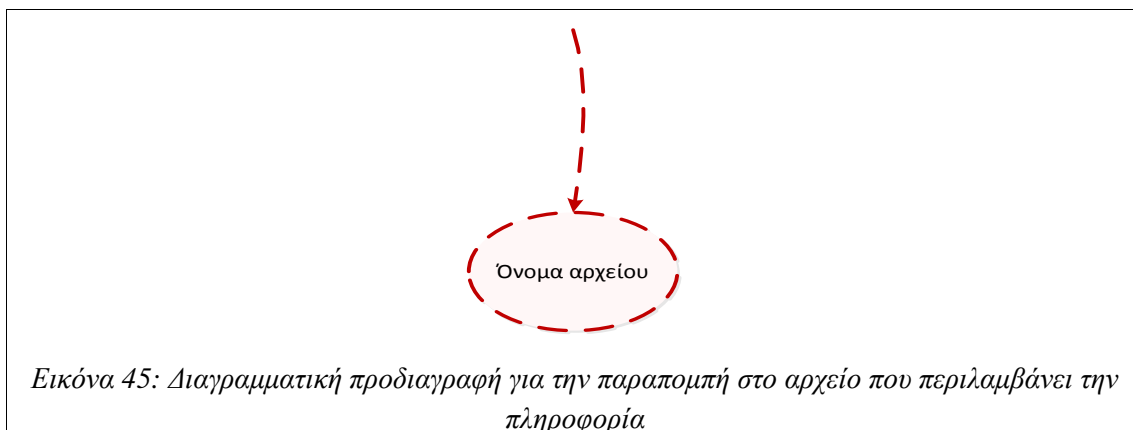 Όνομα αρχείου
Εικόνα 45: Διαγραμματική προδιαγραφή για την παραπομπή στο αρχείο που περιλαμβάνει την
πληροφορία